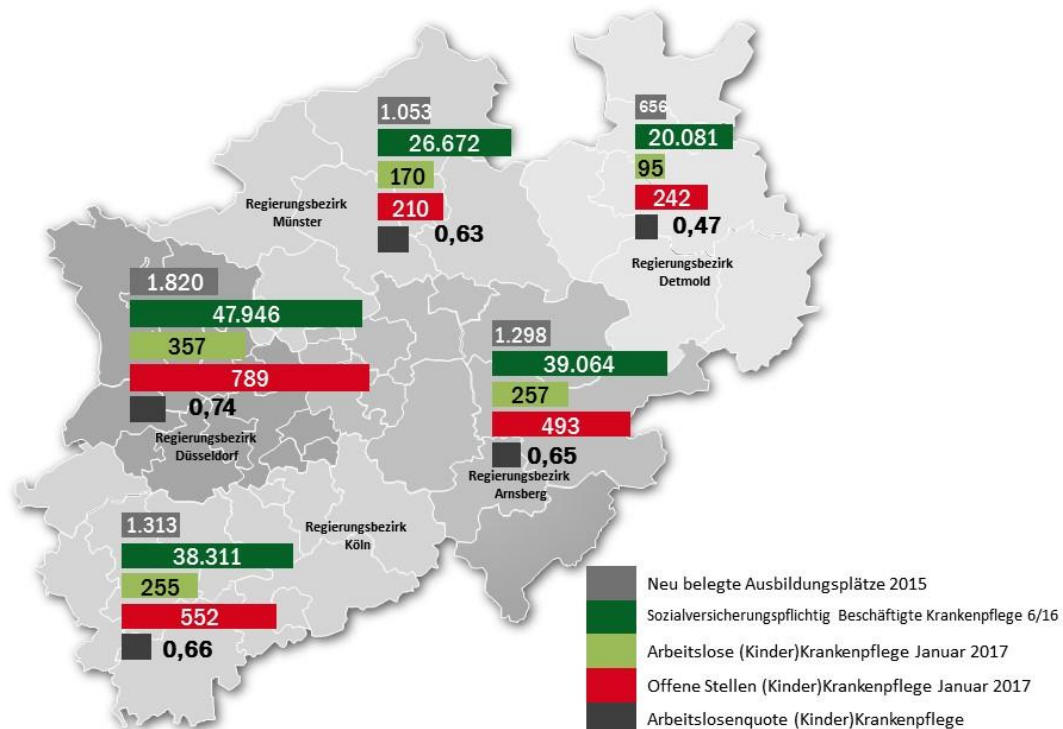 1.053
26.672
170
210
0,63
Regierungsbezirk
Münster
656
20.081
95
242
0,47
Regierungsbezirk
Detmold
1.820
47.946
357
789
0,74
Regierungsbezirk
Düsseldorf
1.298
39.064
257
493
0,65
Regierungsbezirk
Arnsberg
1.313
38.311
255
552
0,66
Regierungsbezirk
Köln
Neu belegte Ausbildungsplätze 2015
Sozialversicherungspflichtig Beschäftigte Krankenpflege 6/16
Arbeitslose (Kinder)Krankenpflege Januar 2017
Offene Stellen (Kinder)Krankenpflege Januar 2017
Arbeitslosenquote (Kinder)Krankenpflege